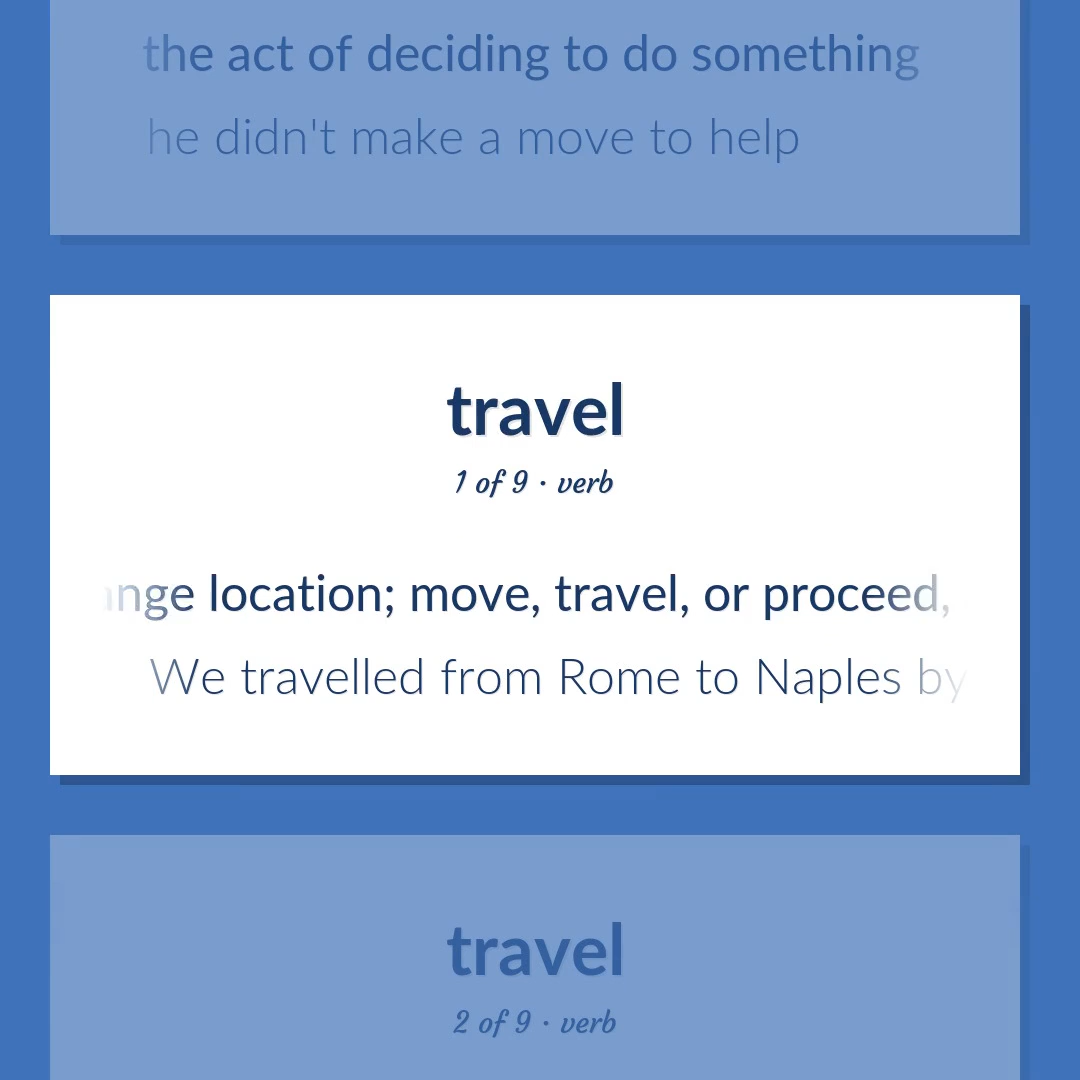 the act of deciding to do something
he didn't make a move to help
travel
1 of 9 · verb
nge location; move, travel, or proceed,
We travelled from Rome to Naples by
travel
2 of 9 · verb